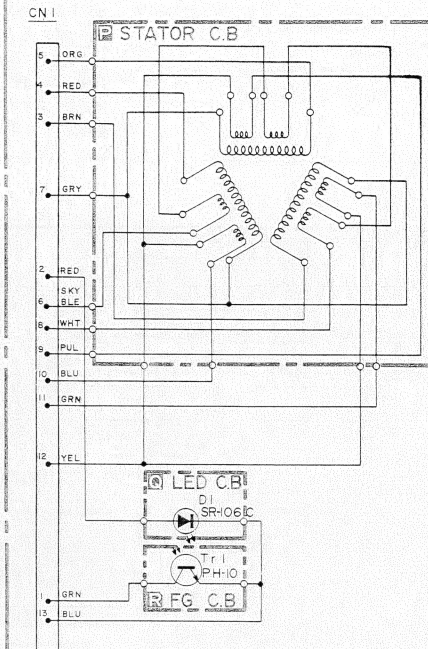 CN1
P STATOR C.B
5 ORG
4 RED
3 BRN
7 GRY
2 RED
SKY
6 BLE
8 WHT
9 PUL
10 BLU
11 GRN
12 YEL
Q LED C.B
D1
SR-106C
Tr1
PH-10
1 GRN
R FG C.B
13 BLU